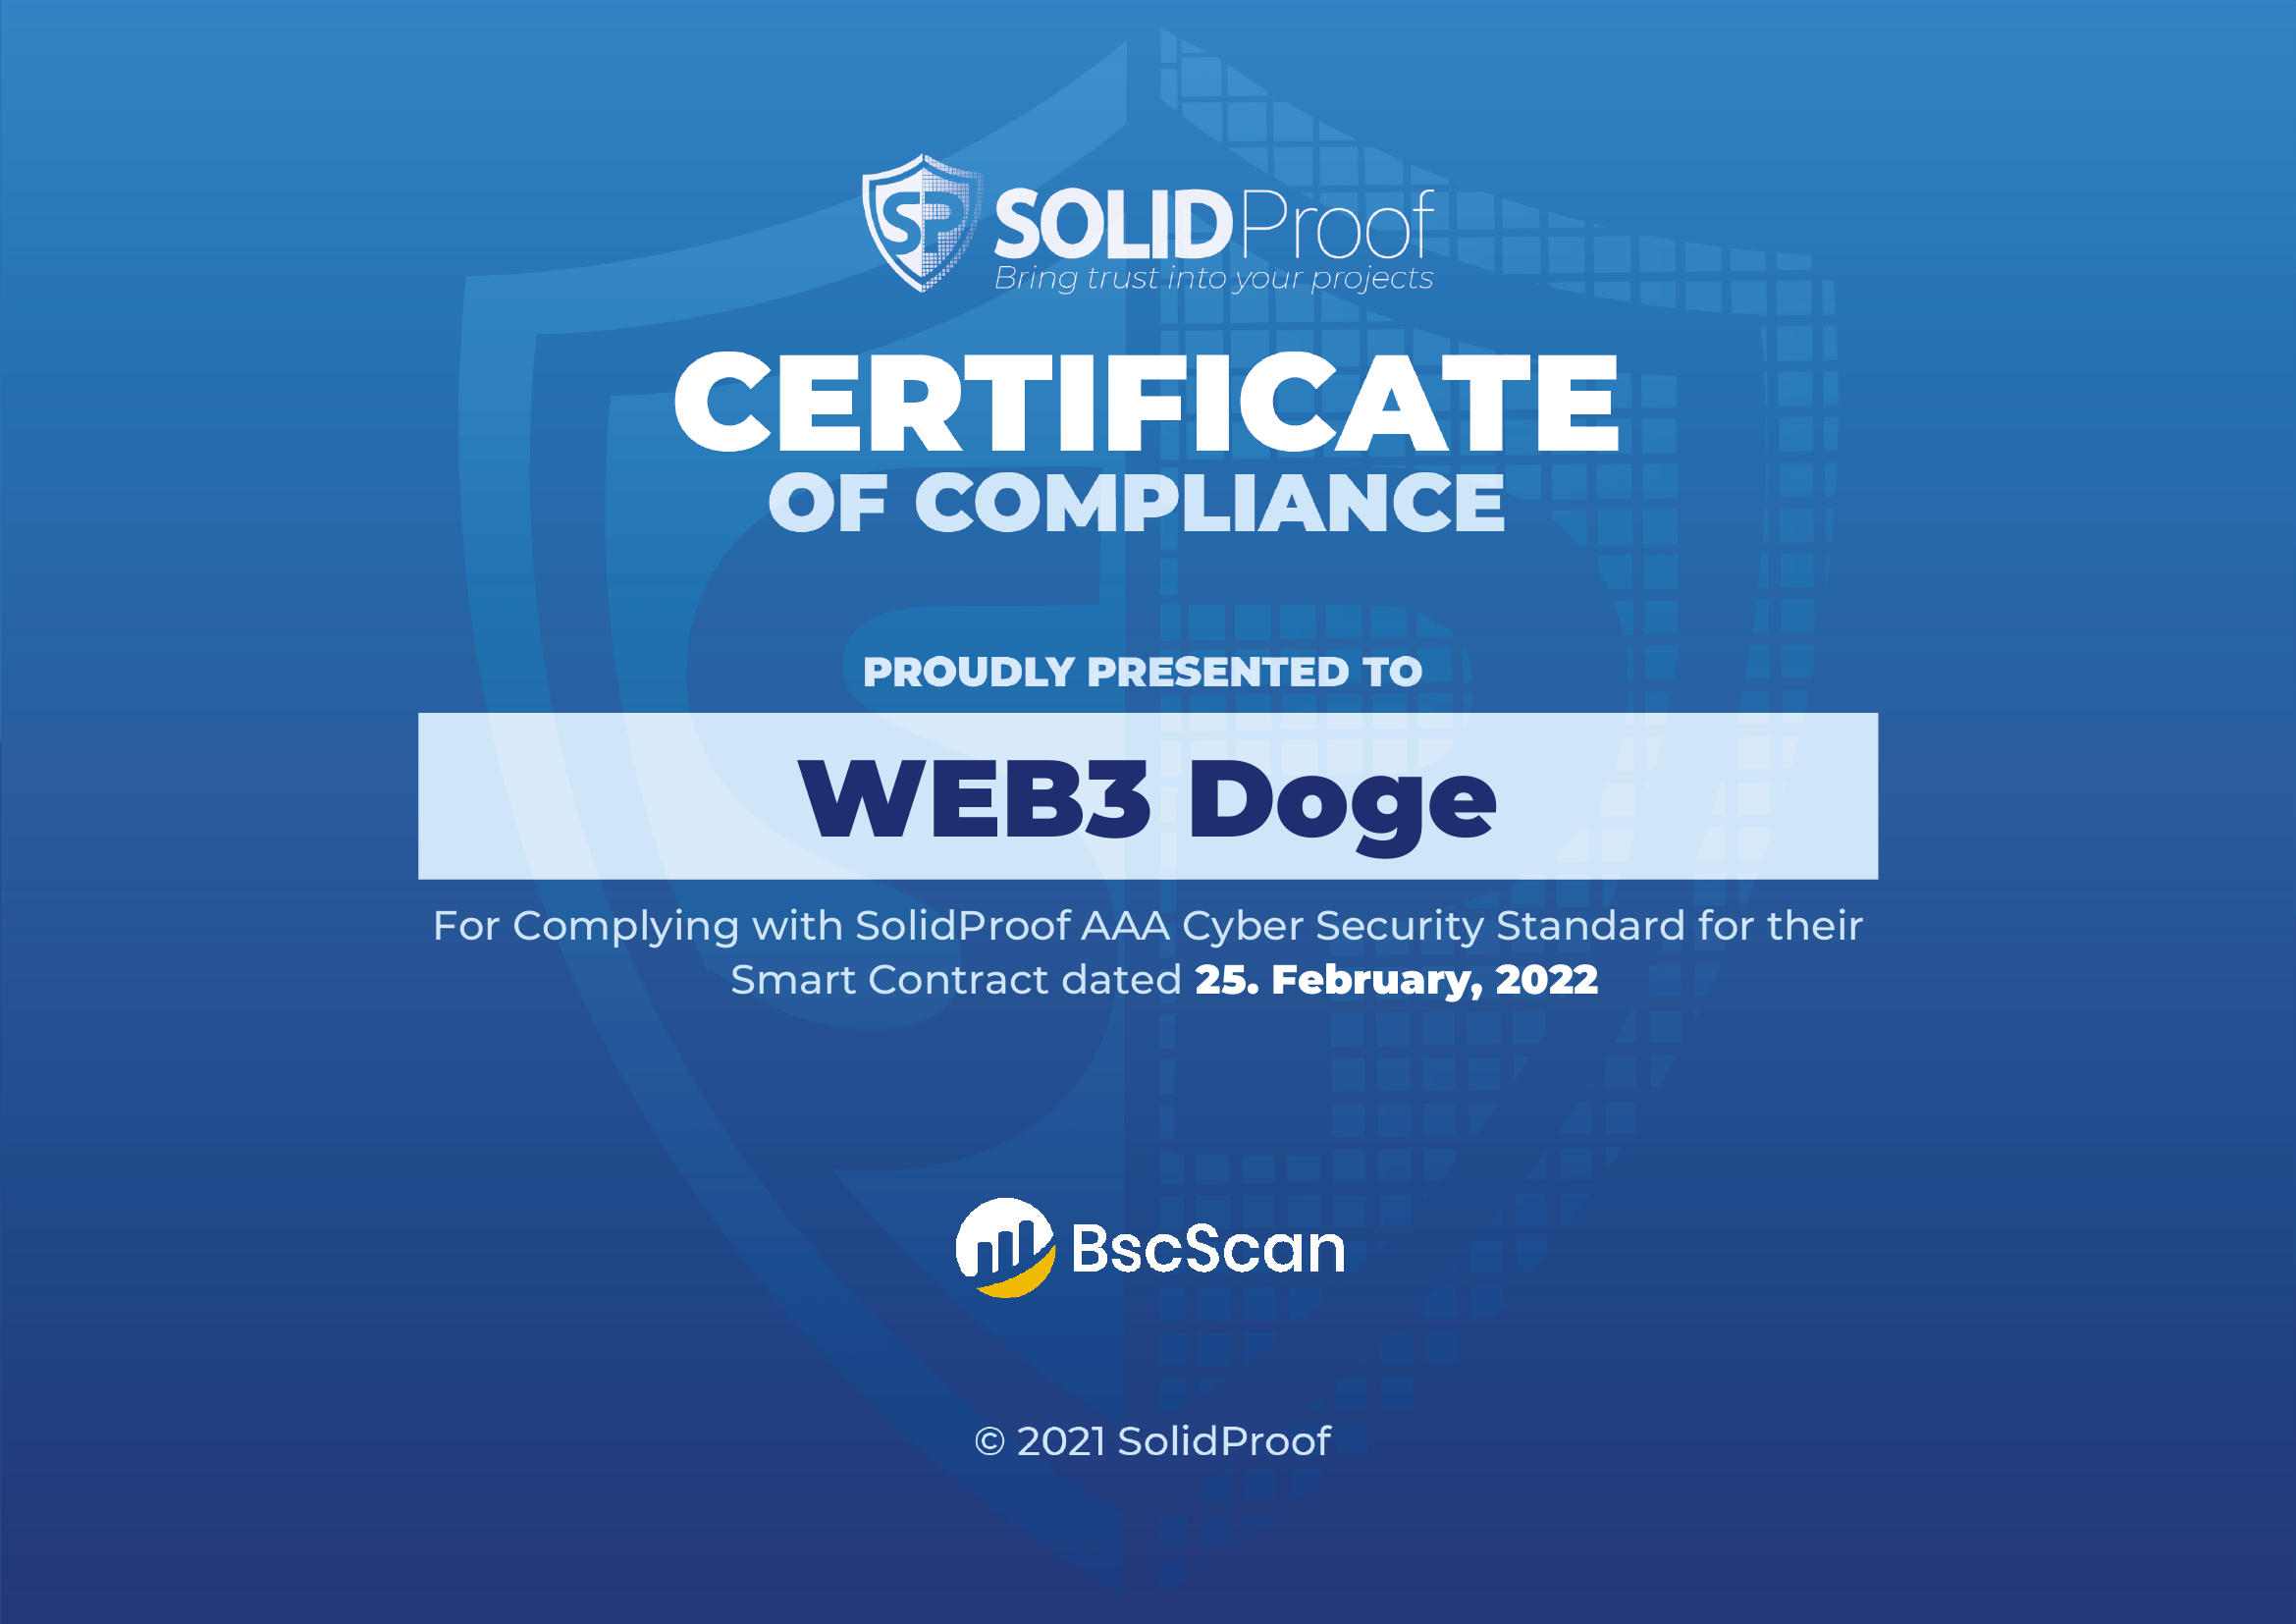 SP SOLIDProof
Bring trust into your projects
CERTIFICATE
OF COMPLIANCE
PROUDLY PRESENTED TO
WEB3 Doge
For Complying with SolidProof AAA Cyber Security Standard for their
Smart Contract dated 25. February, 2022
BscScan
© 2021 SolidProof